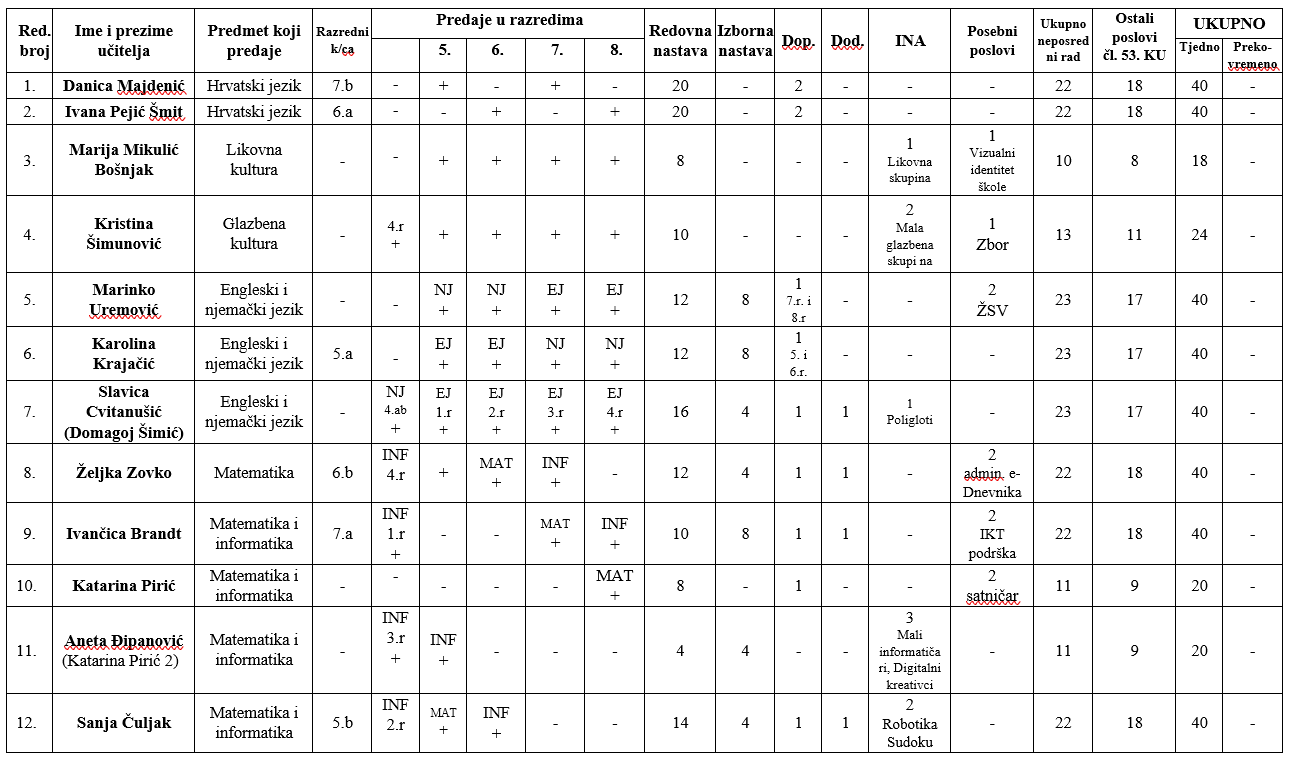 Red. broj | Ime i prezime učitelja | Predmet koji predaje | Razredni k/ca | Predaje u razredima | Redovna nastava | Izborna nastava | Dop. | Dod. | INA | Posebni poslovi | Ukupno neposred ni rad | Ostali poslovi čl. 53. KU | UKUPNO
5. | 6. | 7. | 8. | Tjedno | Preko-vremeno
1. | Danica Majdenić | Hrvatski jezik | 7.b | - | + | - | + | - | 20 | - | 2 | - | - | - | 22 | 18 | 40 | -
2. | Ivana Pejić Šmit | Hrvatski jezik | 6.a | - | - | + | - | + | 20 | - | 2 | - | - | - | 22 | 18 | 40 | -
3. | Marija Mikulić Bošnjak | Likovna kultura | - | - | + | + | + | + | 8 | - | - | - | 1 Likovna skupina | 1 Vizualni identitet škole | 10 | 8 | 18 | -
4. | Kristina Šimunović | Glazbena kultura | - | 4.r + | + | + | + | + | 10 | - | - | - | 2 Mala glazbena skupi na | 1 Zbor | 13 | 11 | 24 | -
5. | Marinko Uremović | Engleski i njemački jezik | - | - | NJ + | NJ + | EJ + | EJ + | 12 | 8 | 1 7.r. i 8.r | - | - | 2 ŽSV | 23 | 17 | 40 | -
6. | Karolina Krajačić | Engleski i njemački jezik | 5.a | - | EJ + | EJ + | NJ + | NJ + | 12 | 8 | 1 5. i 6.r. | - | - | - | 23 | 17 | 40 | -
7. | Slavica Cvitanušić (Domagoj Šimić) | Engleski i njemački jezik | - | NJ 4.ab + | EJ 1.r + | EJ 2.r + | EJ 3.r + | EJ 4.r + | 16 | 4 | 1 | 1 | 1 Poligloti | - | 23 | 17 | 40 | -
8. | Željka Zovko | Matematika | 6.b | INF 4.r | + | MAT + | INF + | - | 12 | 4 | 1 | 1 | - | 2 admin. e-Dnevnika | 22 | 18 | 40 | -
9. | Ivančica Brandt | Matematika i informatika | 7.a | INF 1.r + | - | - | MAT + | INF + | 10 | 8 | 1 | 1 | - | 2 IKT podrška | 22 | 18 | 40 | -
10. | Katarina Pirić | Matematika i informatika | - | - | - | - | - | MAT + | 8 | - | 1 | - | - | 2 satničar | 11 | 9 | 20 | -
11. | Aneta Đipanović (Katarina Pirić 2) | Matematika i informatika | - | INF 3.r + | INF + | - | - | - | 4 | 4 | - | - | 3 Mali informatiča ri, Digitalni kreativci | - | 11 | 9 | 20 | -
12. | Sanja Čuljak | Matematika i informatika | 5.b | INF 2.r | MAT + | INF + | - | - | 14 | 4 | 1 | 1 | 2 Robotika Sudoku | - | 22 | 18 | 40 | -